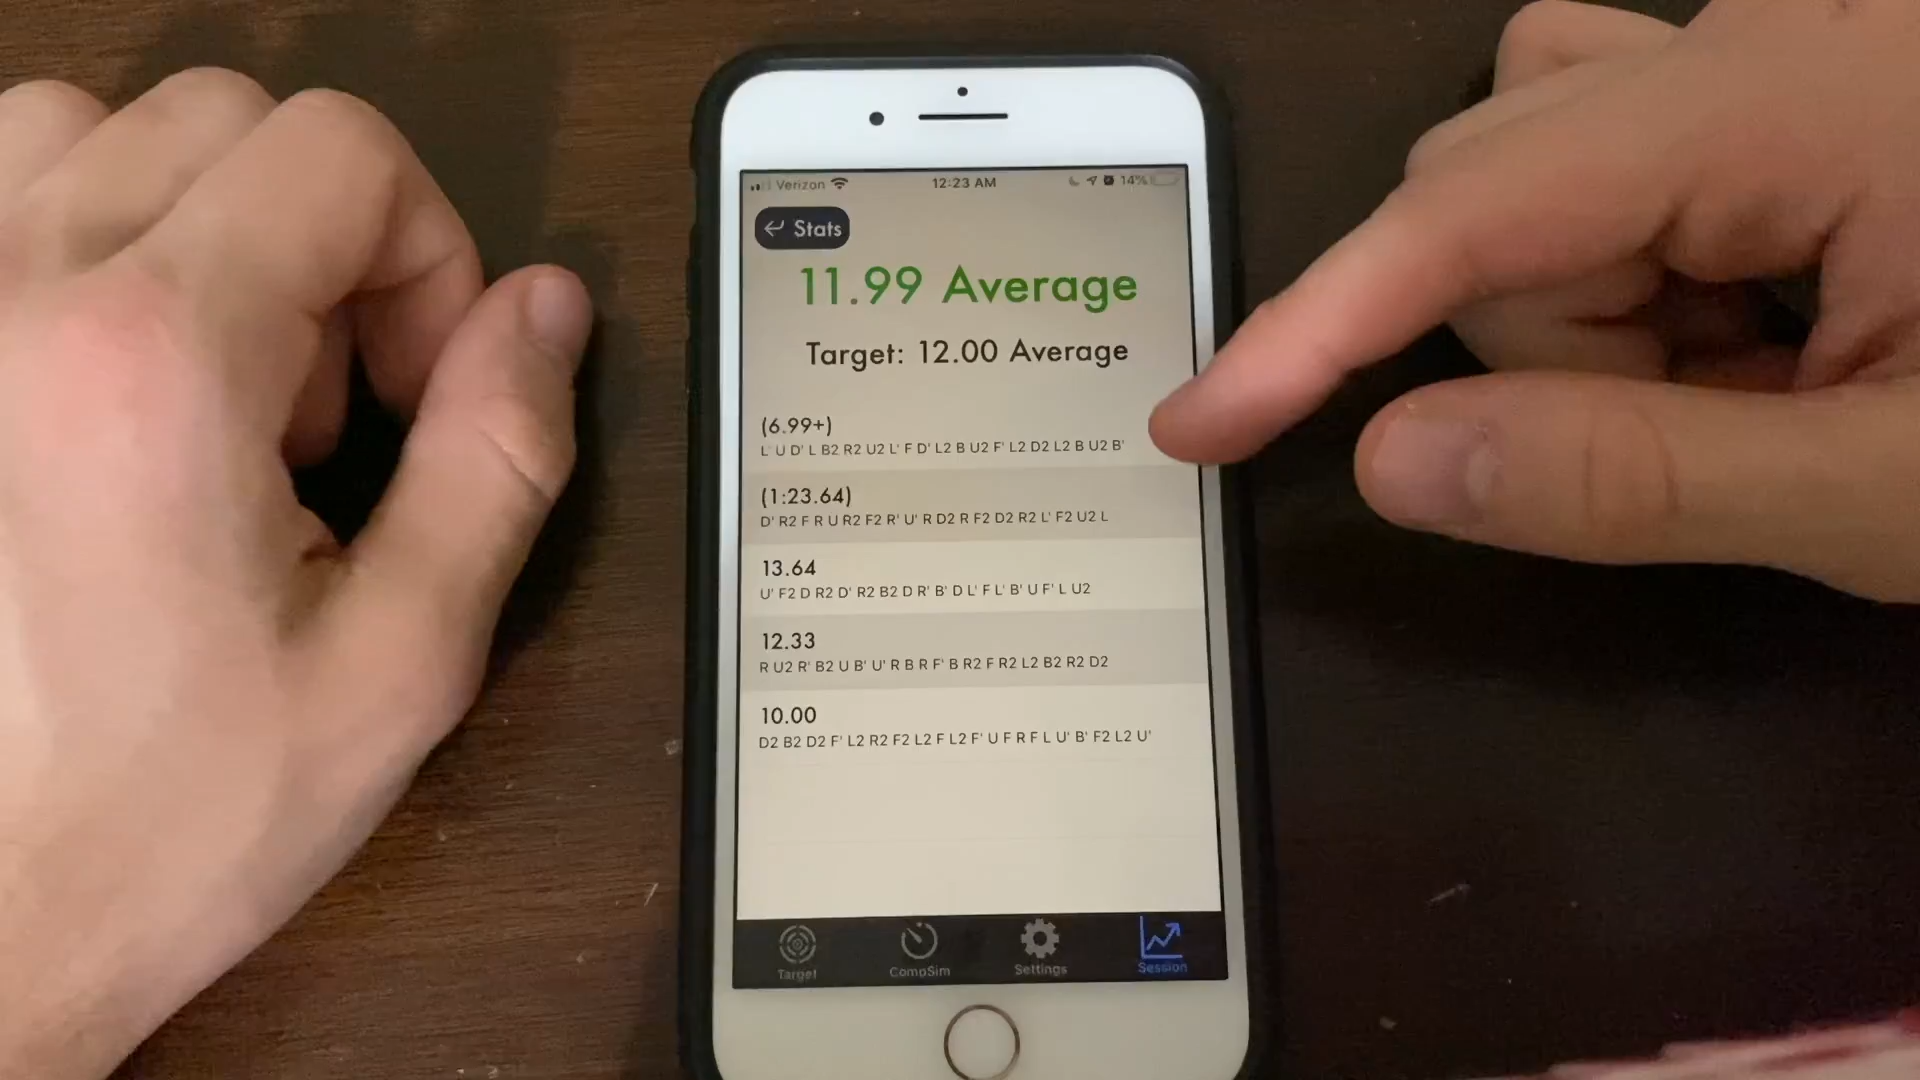 Verizon 12:23 AM 14%
Stats
11.99 Average
Target: 12.00 Average
(6.99+)
L' U D' L B2 R2 U2 L' F D' L2 B U2 F' L2 D2 L2 B U2 B'
(1:23.64)
D' R2 F R U R2 F2 R' U' R D2 R F2 D2 R2 L' F2 U2 L
13.64
U' F2 D R2 D' R2 B2 D R' B' D L' F L' B' U F' L U2
12.33
R U2 R' B2 U B' U' R B R F' B R2 F R2 L2 B2 R2 D2
10.00
D2 B2 D2 F' L2 R2 F2 L2 F L2 F' U F R F L U' B' F2 L2 U'
Target CompSim Settings Session